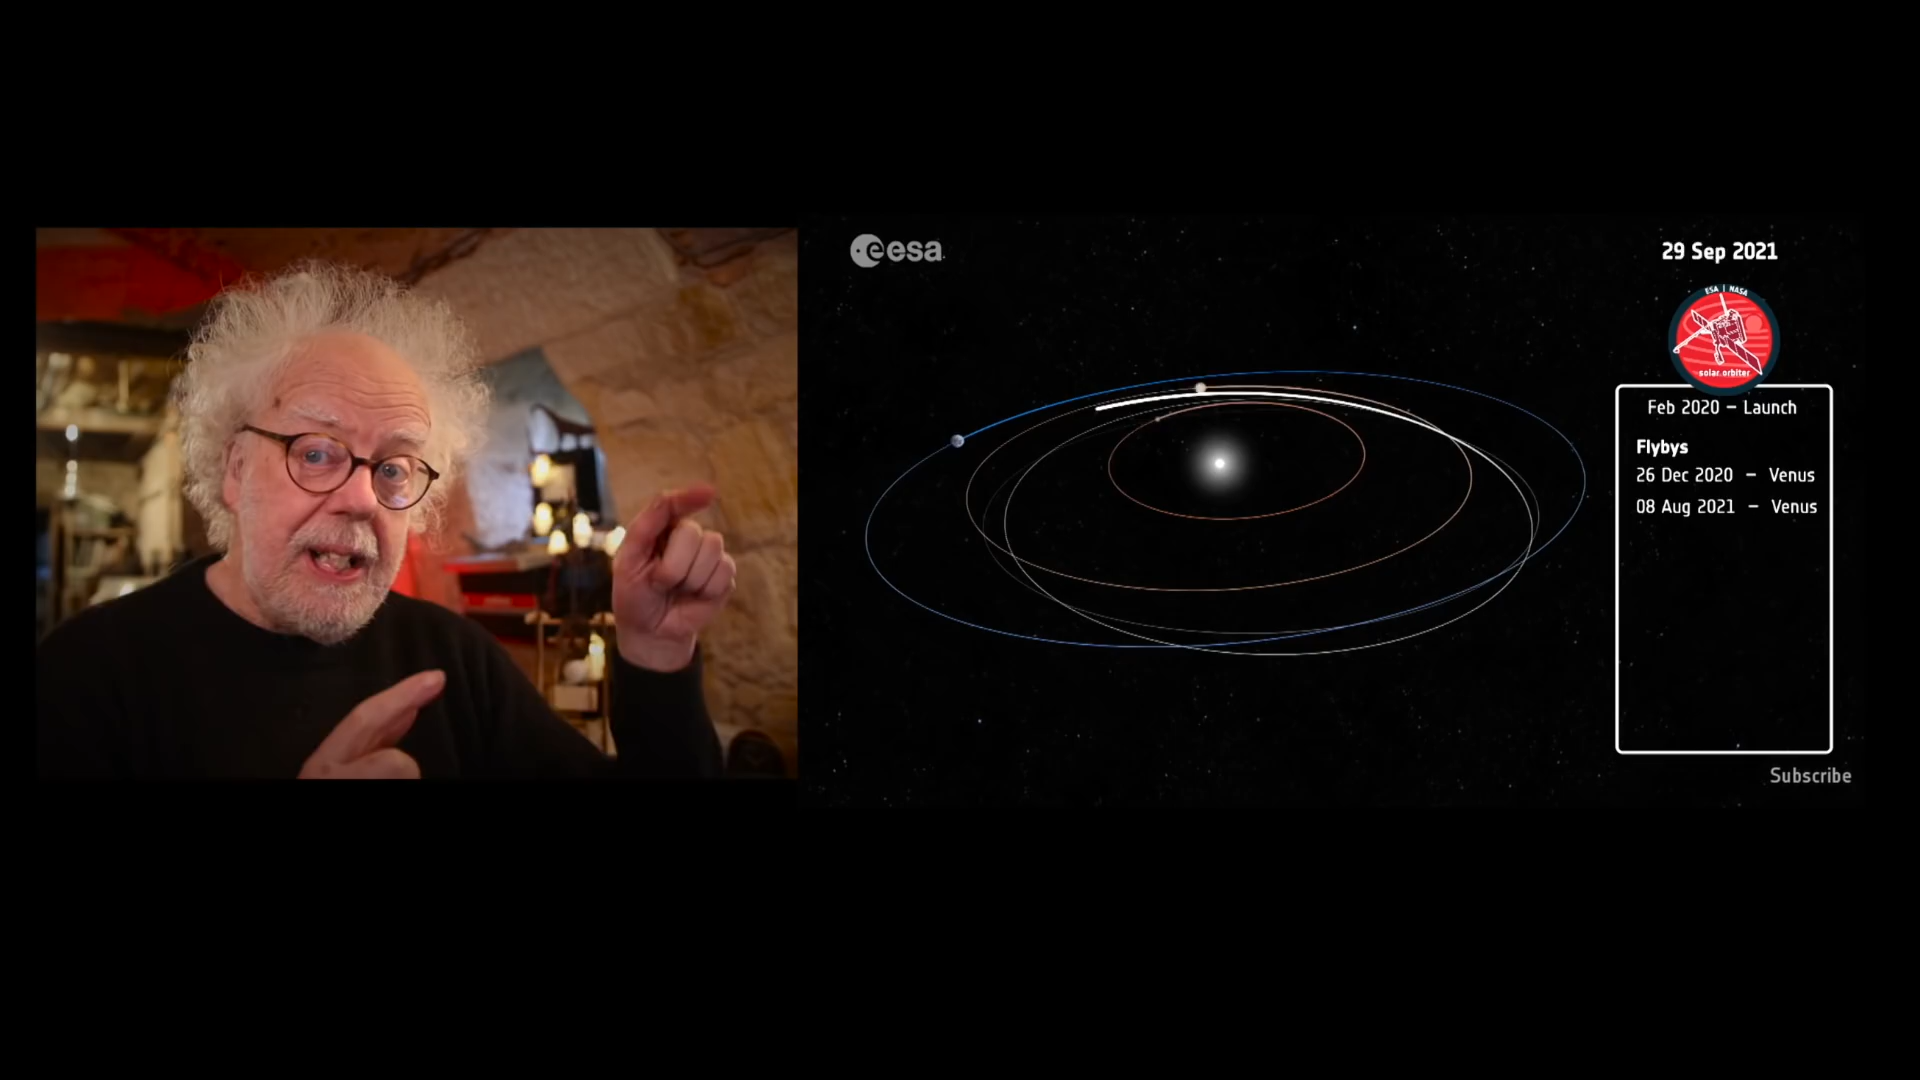 esa
29 Sep 2021
ESA | NASA
solar orbiter
Feb 2020 – Launch
Flybys
26 Dec 2020 – Venus
08 Aug 2021 – Venus
Subscribe